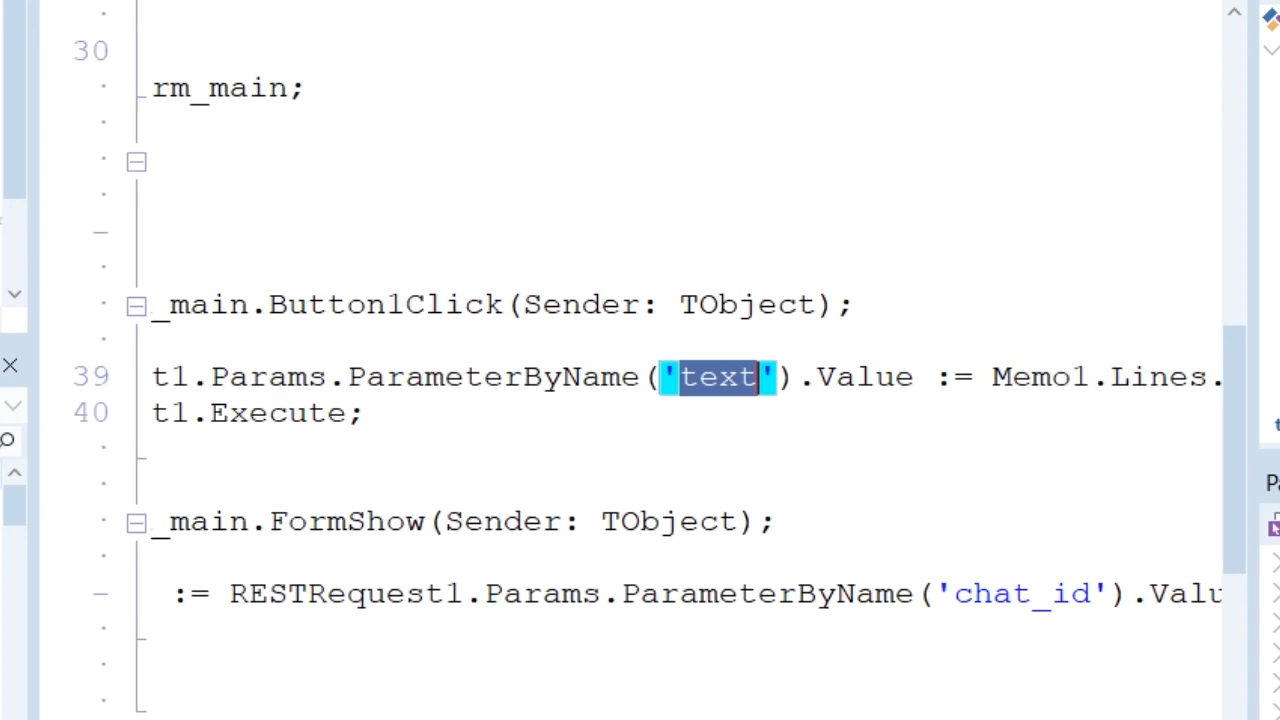 30
rm_main;
_main.Button1Click(Sender: TObject);
39 t1.Params.ParameterByName('text').Value := Memo1.Lines.
40 t1.Execute;
_main.FormShow(Sender: TObject);
:= RESTRequest1.Params.ParameterByName('chat_id').Valu
Pa